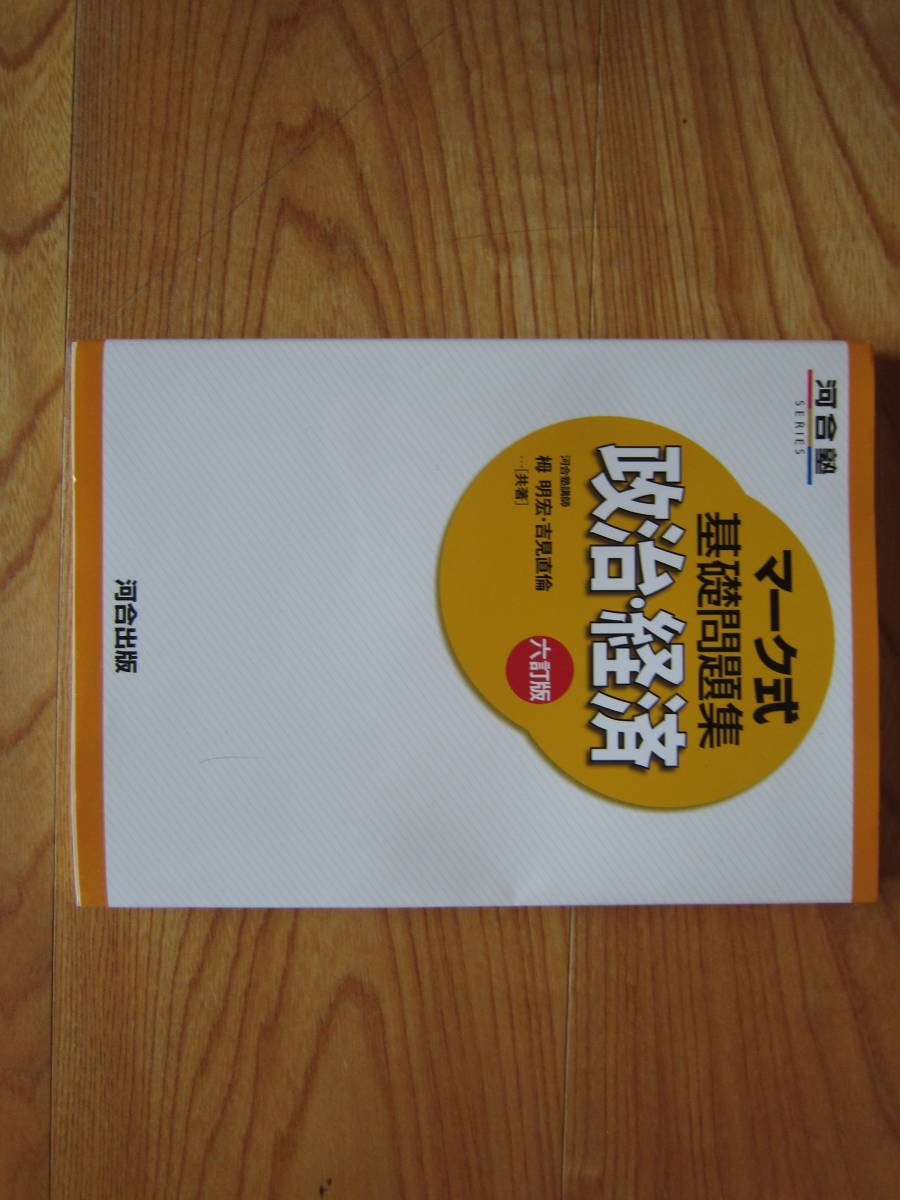 河合塾
SERIES
マーク式
基礎問題集
政治・経済
河合塾講師
栂 明宏・吉見直倫
…[共著]
六訂版
河合出版